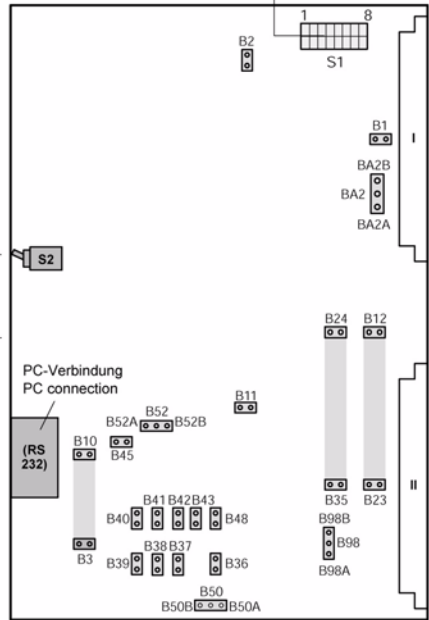 1 8
B2
S1
B1
I
BA2B
BA2
BA2A
S2
B24 B12
PC-Verbindung
PC connection
B11
B52
B52A B52B
(RS
232)
B10
B45
II
B35 B23
B41 B42 B43
B40 B48
B98B
B98
B98A
B38 B37
B39 B36
B3
B50
B50B B50A